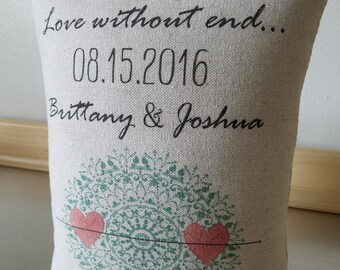 Love without end...
08.15.2016
Brittany & Joshua